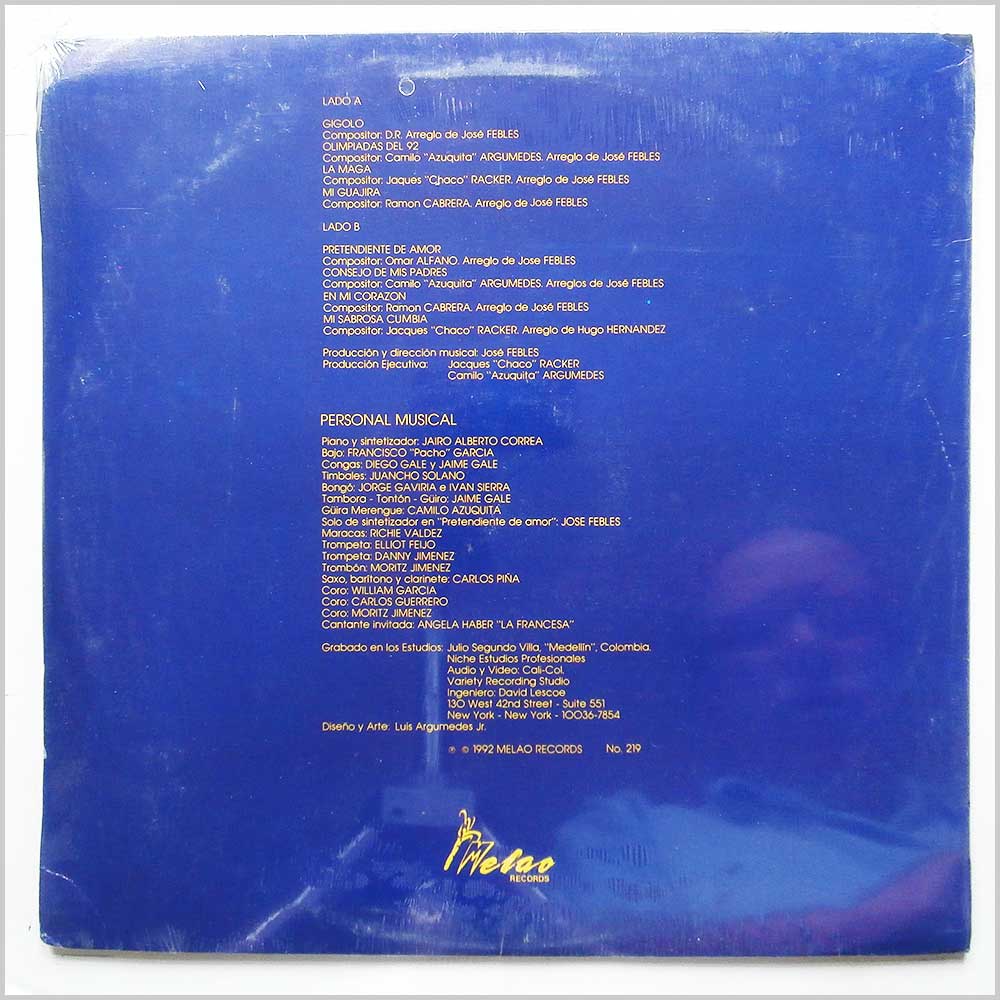 LADO A
GIGOLO
Compositor: D.R. Arreglo de José FEBLES
OLIMPIADAS DEL 92
Compositor: Camilo "Azuquita" ARGUMEDES. Arreglo de José FEBLES
LA MAGA
Compositor: Jaques "Chaco" RACKER. Arreglo de José FEBLES
MI GUAJIRA
Compositor: Ramon CABRERA. Arreglo de José FEBLES
LADO B
PRETENDIENTE DE AMOR
Compositor: Omar ALFANO. Arreglo de Jose FEBLES
CONSEJO DE MIS PADRES
Compositor: Camilo "Azuquita" ARGUMEDES. Arreglos de José FEBLES
EN MI CORAZON
Compositor: Ramon CABRERA. Arreglo de José FEBLES
MI SABROSA CUMBIA
Compositor: Jacques "Chaco" RACKER. Arreglo de Hugo HERNANDEZ
Producción y dirección musical: José FEBLES
Producción Ejecutiva: Jacques "Chaco" RACKER
Camilo "Azuquita" ARGUMEDES
PERSONAL MUSICAL
Piano y sintetizador: JAIRO ALBERTO CORREA
Bajo: FRANCISCO "Pacho" GARCIA
Congas: DIEGO GALE y JAIME GALE
Timbales: JUANCHO SOLANO
Bongó: JORGE GAVIRIA e IVAN SIERRA
Tambora - Tontón - Güiro: JAIME GALE
Güira Merengue: CAMILO AZUQUITA
Solo de sintetizador en "Pretendiente de amor": JOSE FEBLES
Maracas: RICHIE VALDEZ
Trompeta: ELLIOT FEIJO
Trompeta: DANNY JIMENEZ
Trombón: MORITZ JIMENEZ
Saxo, barítono y clarinete: CARLOS PIÑA
Coro: WILLIAM GARCIA
Coro: CARLOS GUERRERO
Coro: MORITZ JIMENEZ
Cantante invitada: ANGELA HABER "LA FRANCESA"
Grabado en los Estudios: Julio Segundo Villa, "Medellín", Colombia.
Niche Estudios Profesionales
Audio y Video: Cali-Col.
Variety Recording Studio
Ingeniero: David Lescoe
130 West 42nd Street - Suite 551
New York - New York - 10036-7854
Diseño y Arte: Luis Argumedes Jr.
℗ © 1992 MELAO RECORDS No. 219
Melao
RECORDS